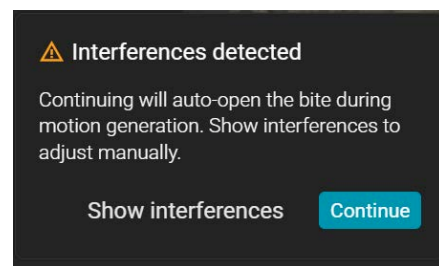 Interferences detected
Continuing will auto-open the bite during
motion generation. Show interferences to
adjust manually.
Show interferences Continue